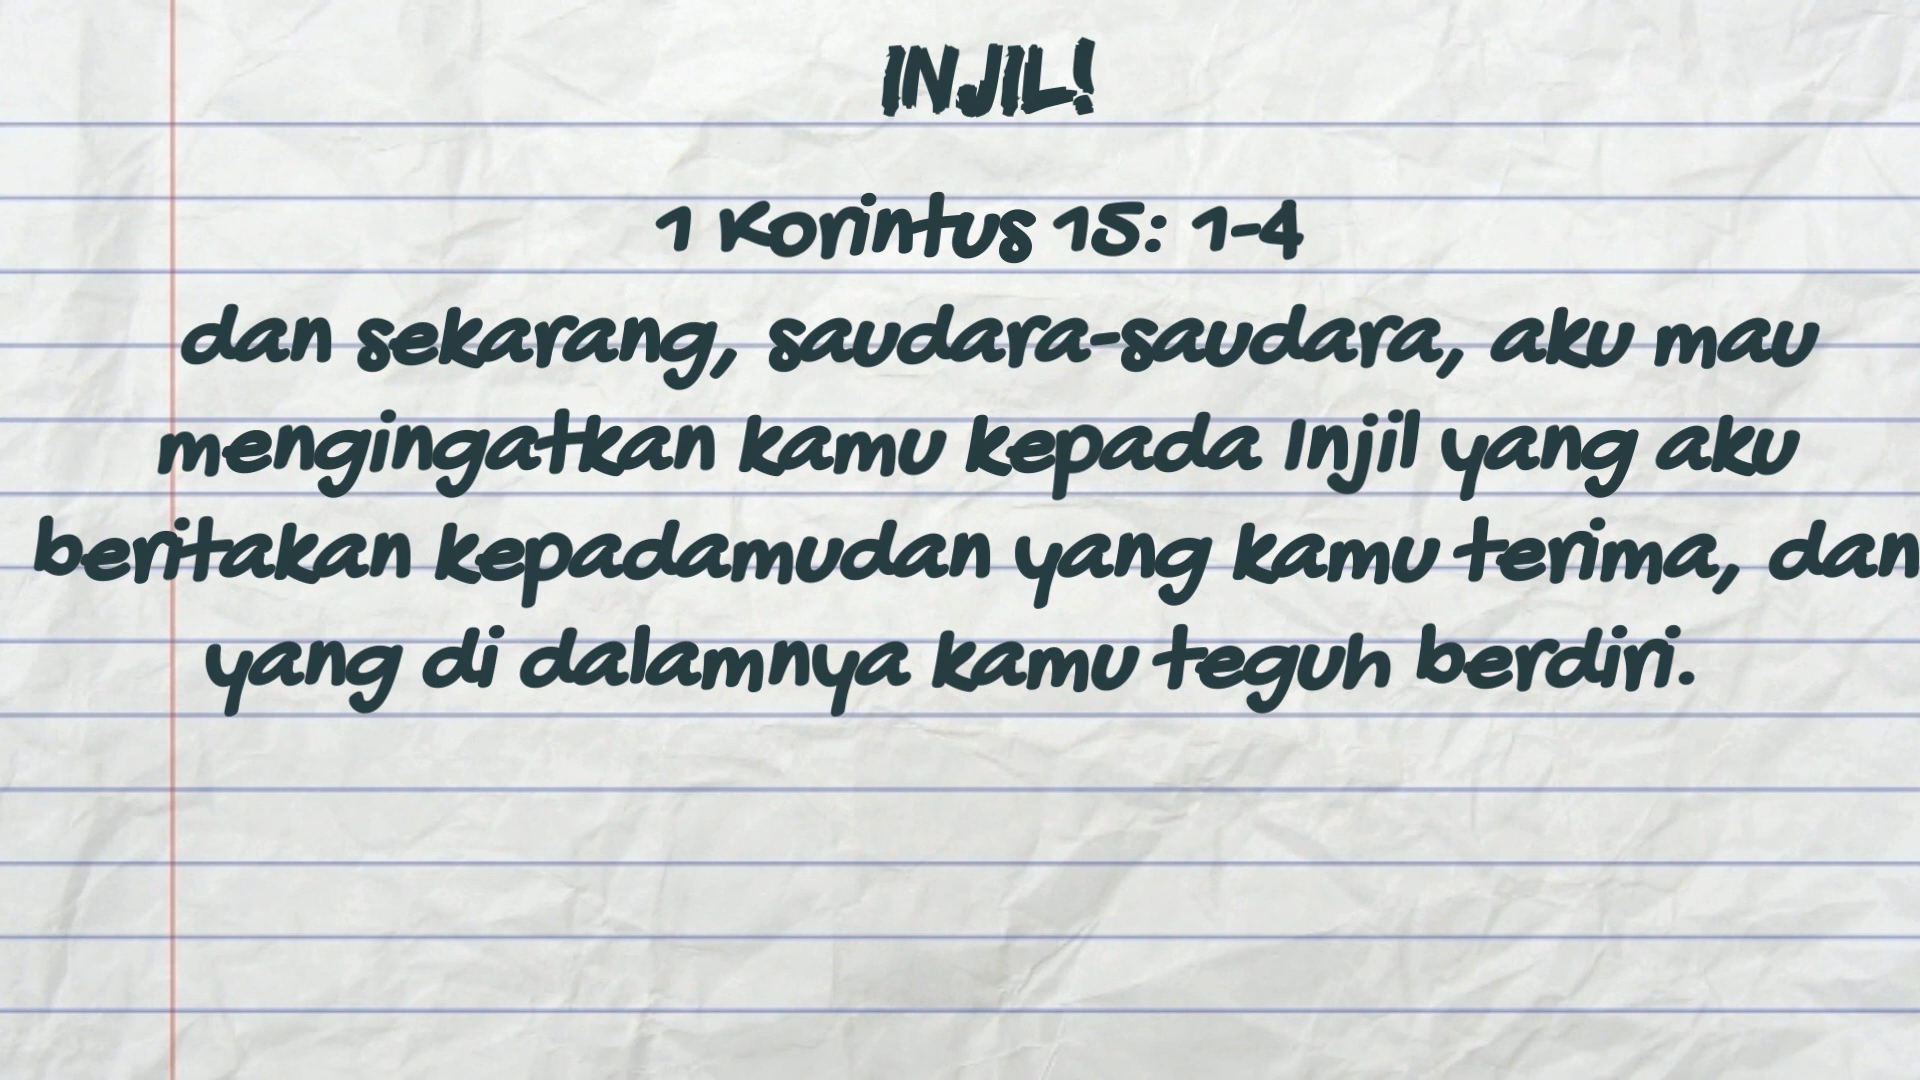 INJIL!
1 Korintus 15: 1-4
dan sekarang, saudara-saudara, aku mau
mengingatkan kamu kepada Injil yang aku
beritakan kepadamudan yang kamu terima, dan
yang di dalamnya kamu teguh berdiri.